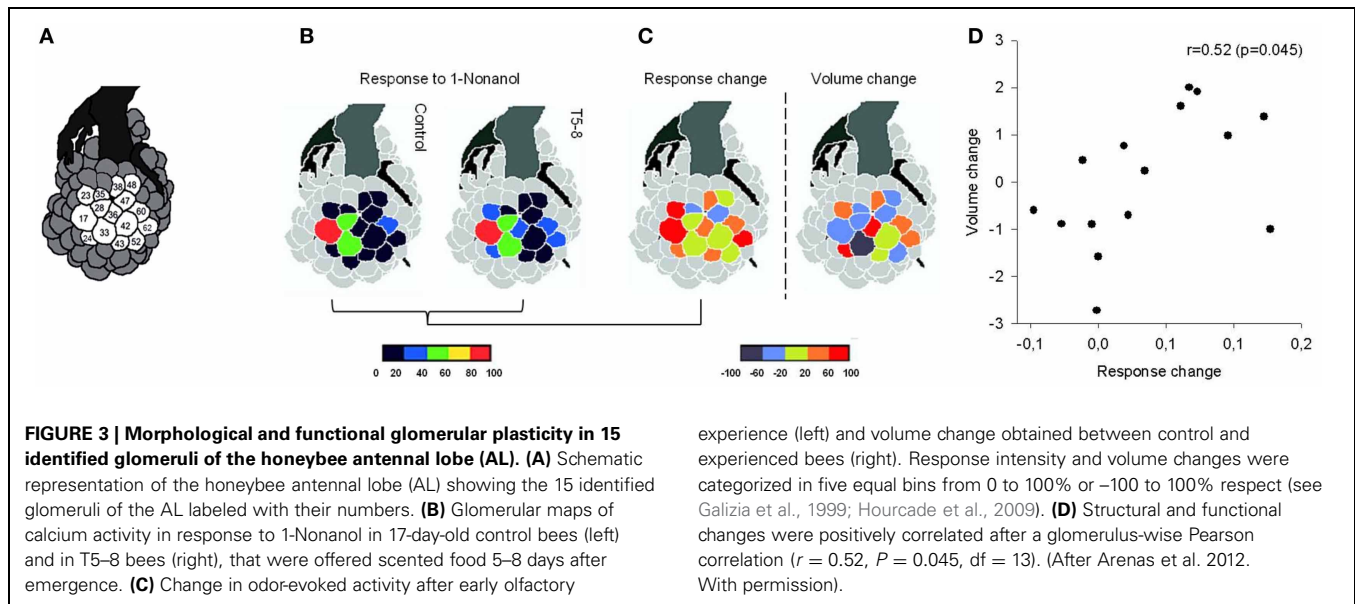 A
B
C
D
Response to 1-Nonanol
Response change
Volume change
Control
T5-8
23
35
38
48
28
47
17
36
60
33
42
62
24
43
52
0 20 40 60 80 100
-100 -60 -20 20 60 100
r=0.52 (p=0.045)
Volume change
3
2
1
0
-1
-2
-3
-0,1 0,0 0,1 0,1 0,2
Response change
FIGURE 3 | Morphological and functional glomerular plasticity in 15
identified glomeruli of the honeybee antennal lobe (AL). (A) Schematic
representation of the honeybee antennal lobe (AL) showing the 15 identified
glomeruli of the AL labeled with their numbers. (B) Glomerular maps of
calcium activity in response to 1-Nonanol in 17-day-old control bees (left)
and in T5–8 bees (right), that were offered scented food 5–8 days after
emergence. (C) Change in odor-evoked activity after early olfactory
experience (left) and volume change obtained between control and
experienced bees (right). Response intensity and volume changes were
categorized in five equal bins from 0 to 100% or –100 to 100% respect (see
Galizia et al., 1999; Hourcade et al., 2009). (D) Structural and functional
changes were positively correlated after a glomerulus-wise Pearson
correlation (r = 0.52, P = 0.045, df = 13). (After Arenas et al. 2012.
With permission).